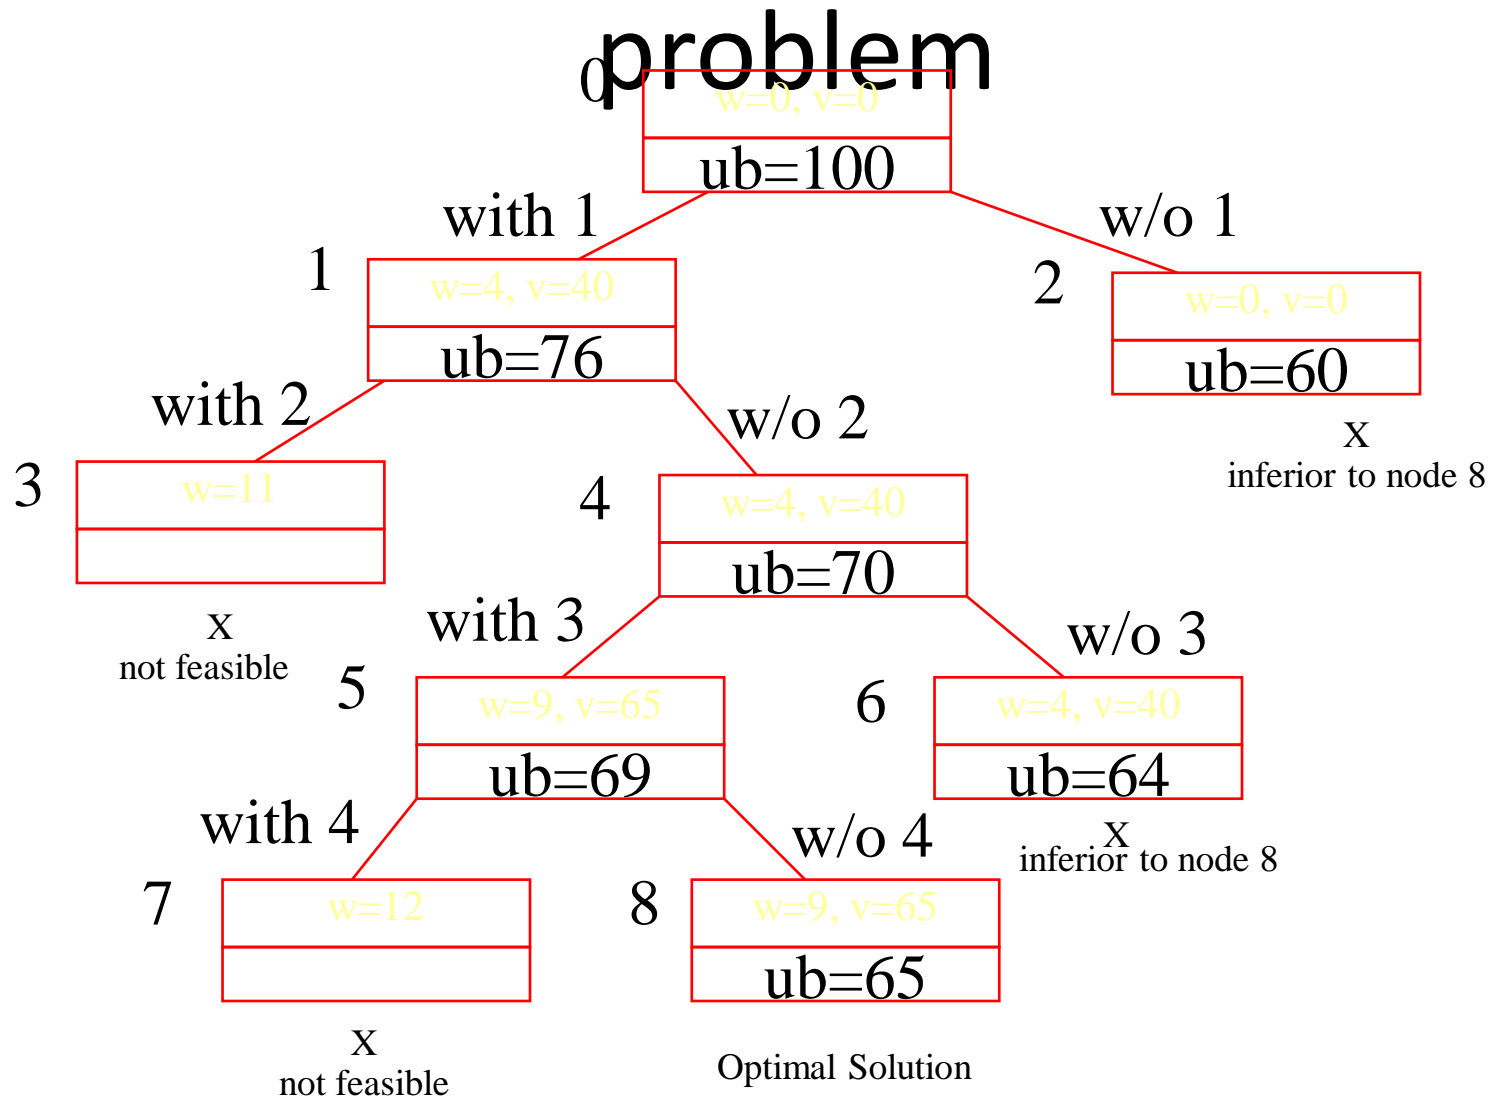 problem
0
w=0, v=0
ub=100
with 1
w/o 1
1
w=4, v=40
ub=76
2
w=0, v=0
ub=60
X
inferior to node 8
with 2
w/o 2
3
w=11
X
not feasible
4
w=4, v=40
ub=70
with 3
w/o 3
5
w=9, v=65
ub=69
6
w=4, v=40
ub=64
X
inferior to node 8
with 4
w/o 4
7
w=12
X
not feasible
8
w=9, v=65
ub=65
Optimal Solution